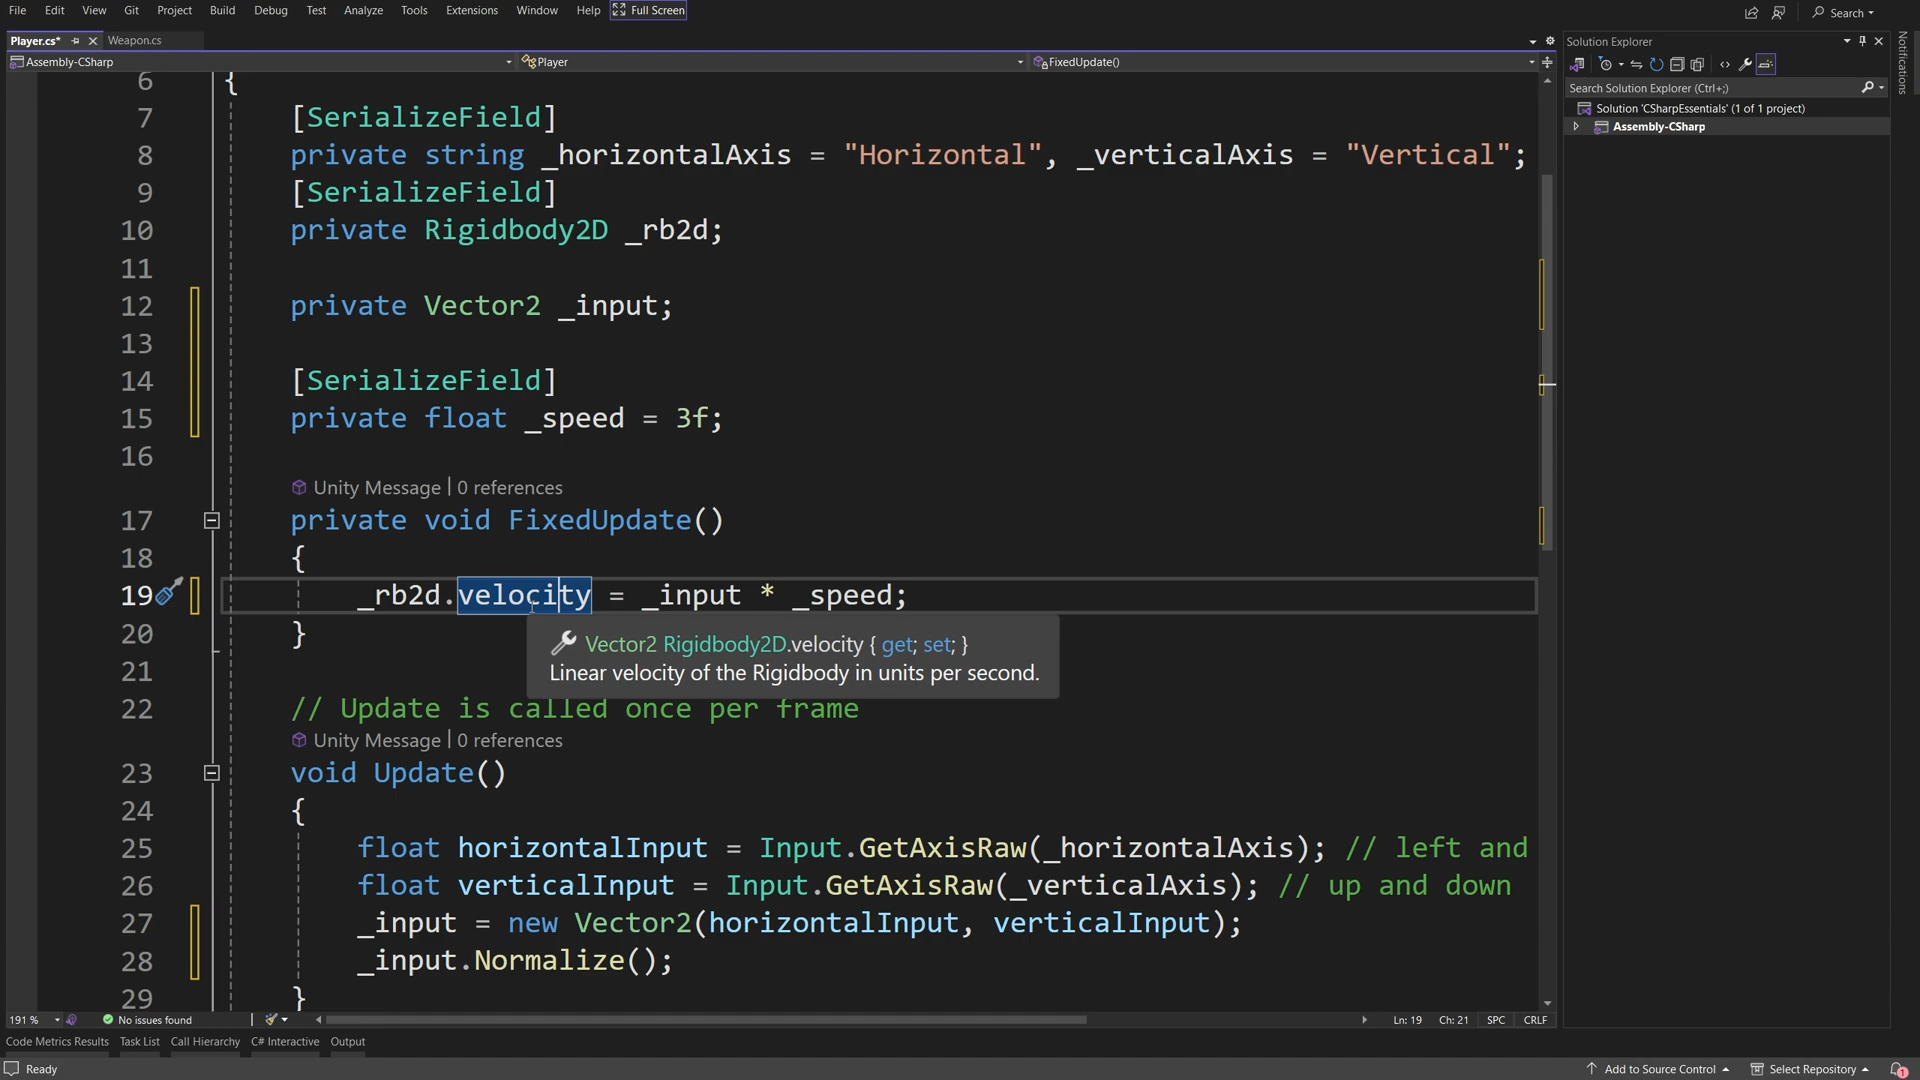 File Edit View Git Project Build Debug Test Analyze Tools Extensions Window Help Full Screen Search
Player.cs* Weapon.cs
Assembly-CSharp Player FixedUpdate()
6 {
7 [SerializeField]
8 private string _horizontalAxis = "Horizontal", _verticalAxis = "Vertical";
9 [SerializeField]
10 private Rigidbody2D _rb2d;
11
12 private Vector2 _input;
13
14 [SerializeField]
15 private float _speed = 3f;
16
Unity Message | 0 references
17 private void FixedUpdate()
18 {
19 _rb2d.velocity = _input * _speed;
20 }
Vector2 Rigidbody2D.velocity { get; set; }
Linear velocity of the Rigidbody in units per second.
21
22 // Update is called once per frame
Unity Message | 0 references
23 void Update()
24 {
25 float horizontalInput = Input.GetAxisRaw(_horizontalAxis); // left and
26 float verticalInput = Input.GetAxisRaw(_verticalAxis); // up and down
27 _input = new Vector2(horizontalInput, verticalInput);
28 _input.Normalize();
29 }
191 % No issues found Ln: 19 Ch: 21 SPC CRLF
Code Metrics Results Task List Call Hierarchy C# Interactive Output
Ready Add to Source Control Select Repository 1
Solution Explorer
Search Solution Explorer (Ctrl+;)
Solution 'CSharpEssentials' (1 of 1 project)
Assembly-CSharp
Notifications